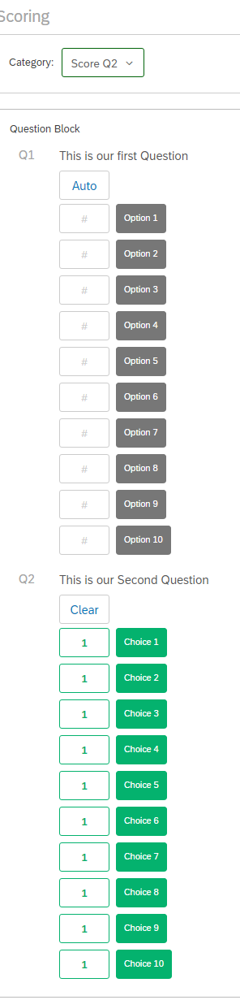 Scoring
Category: Score Q2
Question Block
Q1 This is our first Question
Auto
# Option 1
# Option 2
# Option 3
# Option 4
# Option 5
# Option 6
# Option 7
# Option 8
# Option 9
# Option 10
Q2 This is our Second Question
Clear
1 Choice 1
1 Choice 2
1 Choice 3
1 Choice 4
1 Choice 5
1 Choice 6
1 Choice 7
1 Choice 8
1 Choice 9
1 Choice 10